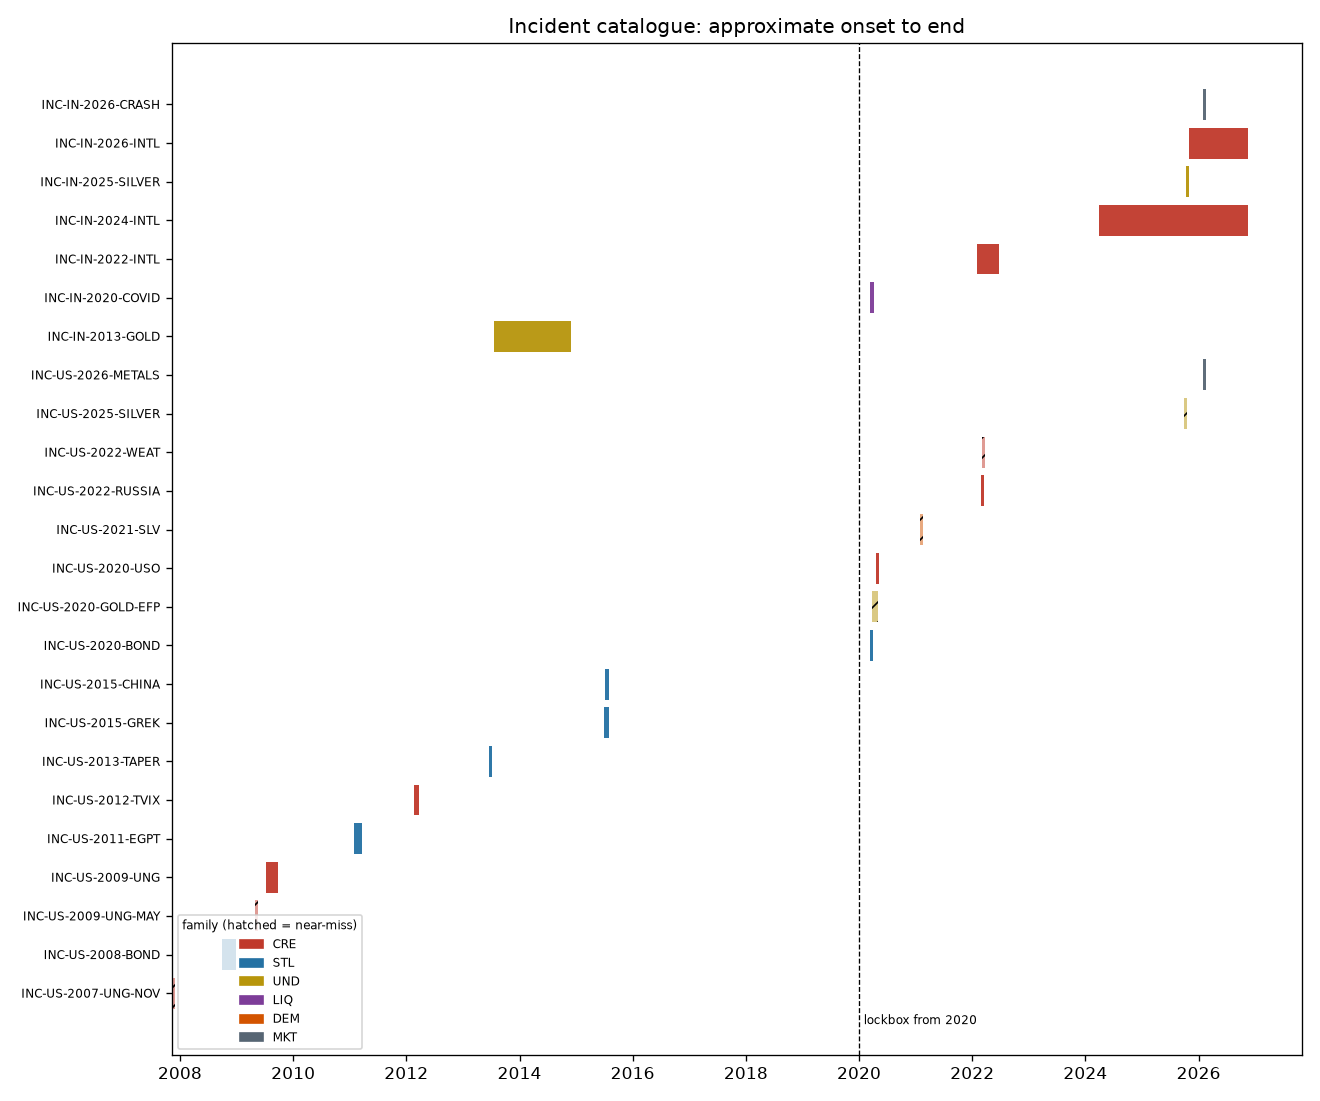 Incident catalogue: approximate onset to end
INC-IN-2026-CRASH
INC-IN-2026-INTL
INC-IN-2025-SILVER
INC-IN-2024-INTL
INC-IN-2022-INTL
INC-IN-2020-COVID
INC-IN-2013-GOLD
INC-US-2026-METALS
INC-US-2025-SILVER
INC-US-2022-WEAT
INC-US-2022-RUSSIA
INC-US-2021-SLV
INC-US-2020-USO
INC-US-2020-GOLD-EFP
INC-US-2020-BOND
INC-US-2015-CHINA
INC-US-2015-GREK
INC-US-2013-TAPER
INC-US-2012-TVIX
INC-US-2011-EGPT
INC-US-2009-UNG
INC-US-2009-UNG-MAY
INC-US-2008-BOND
INC-US-2007-UNG-NOV
family (hatched = near-miss)
CRE
STL
UND
LIQ
DEM
MKT
lockbox from 2020
2008 2010 2012 2014 2016 2018 2020 2022 2024 2026